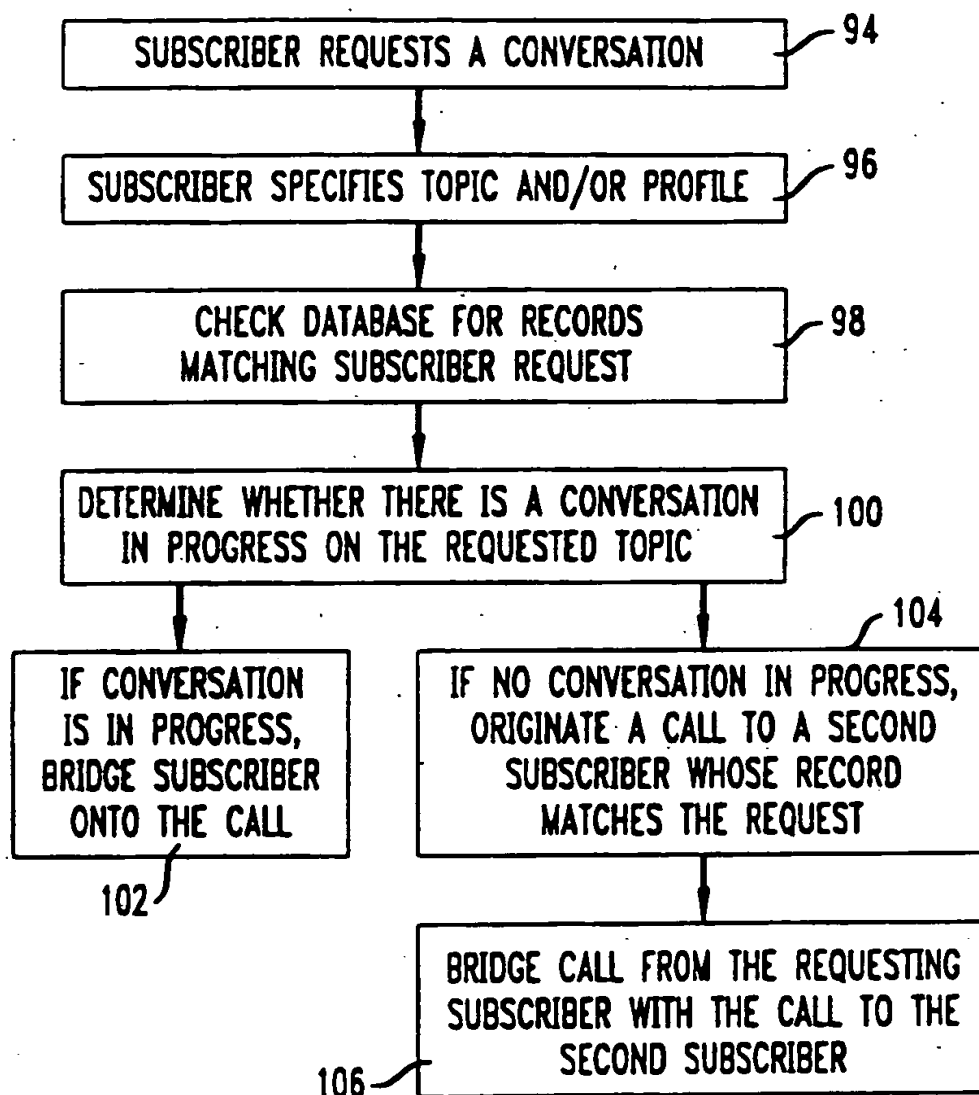 SUBSCRIBER REQUESTS A CONVERSATION
94
SUBSCRIBER SPECIFIES TOPIC AND/OR PROFILE
96
CHECK DATABASE FOR RECORDS
MATCHING SUBSCRIBER REQUEST
98
DETERMINE WHETHER THERE IS A CONVERSATION
IN PROGRESS ON THE REQUESTED TOPIC
100
IF CONVERSATION
IS IN PROGRESS,
BRIDGE SUBSCRIBER
ONTO THE CALL
102
104
IF NO CONVERSATION IN PROGRESS,
ORIGINATE A CALL TO A SECOND
SUBSCRIBER WHOSE RECORD
MATCHES THE REQUEST
BRIDGE CALL FROM THE REQUESTING
SUBSCRIBER WITH THE CALL TO THE
SECOND SUBSCRIBER
106